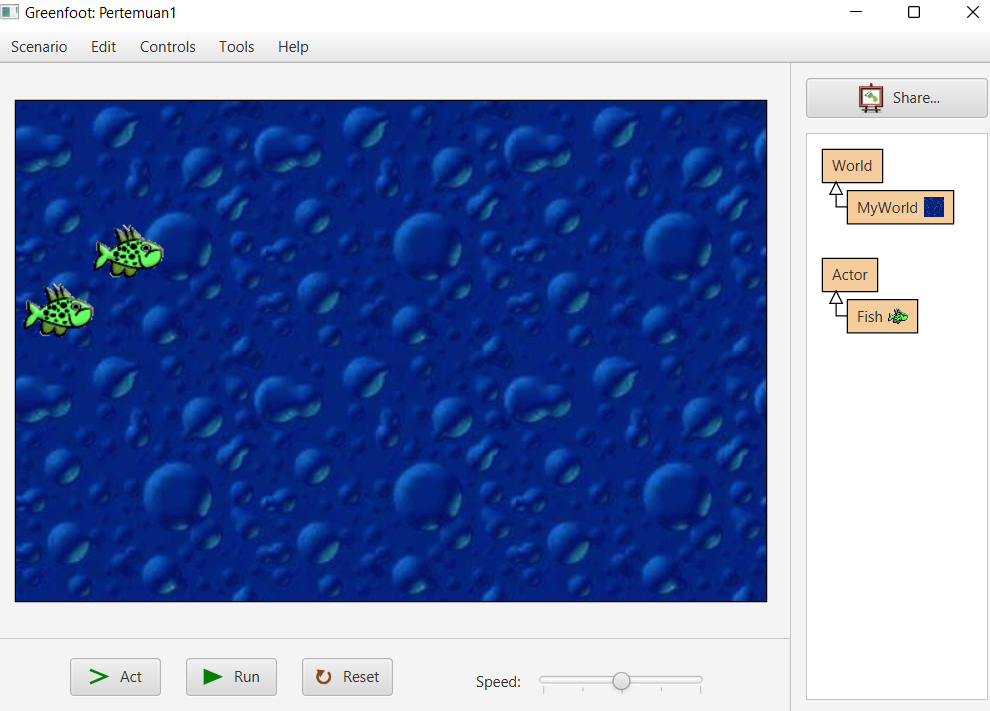 Greenfoot: Pertemuan1
Scenario Edit Controls Tools Help
Share...
World
MyWorld
Actor
Fish
Act Run Reset Speed: